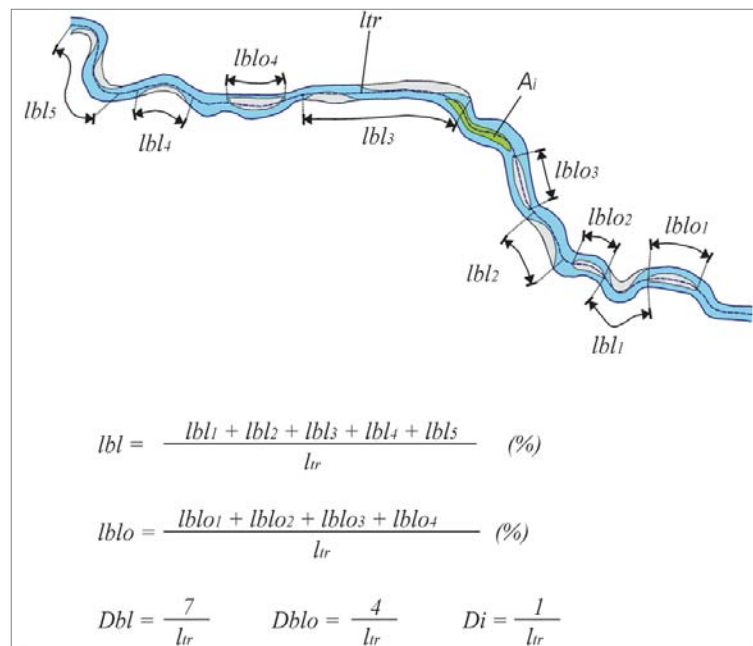 ltr
lblo4
Ai
lbl5
lbl4
lbl3
lblo3
lblo2
lblo1
lbl2
lbl1
lbl = lbl1 + lbl2 + lbl3 + lbl4 + lbl5 / ltr (%)
lblo = lblo1 + lblo2 + lblo3 + lblo4 / ltr (%)
Dbl = 7 / ltr Dblo = 4 / ltr Di = 1 / ltr